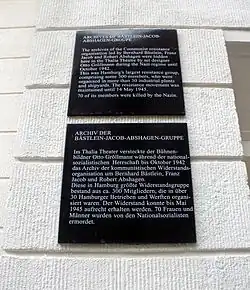 ARCHIVES OF BÄSTLEIN-JACOB-
ABSHAGEN-GROUPE
The archives of the Communist resistance
organisation led by Bernhard Bästlein, Franz
Jacob and Robert Abshagen were hidden
here in the Thalia Theatre by set designer
Otto Gröllmann during the Nazi regime until
October 1942.
This was Hamburg's largest resistance group,
comprising some 300 members, who were
organised in more than 30 industrial plants
and shipyards. The resistance movement was
maintained until 14 May 1945.
70 of its members were killed by the Nazis.
ARCHIV DER
BÄSTLEIN-JACOB-ABSHAGEN-GRUPPE
Im Thalia Theater versteckte der Bühnen-
bildner Otto Gröllmann während der national-
sozialistischen Herrschaft bis Oktober 1942
das Archiv der kommunistischen Widerstands-
organisation um Bernhard Bästlein, Franz
Jacob und Robert Abshagen.
Diese in Hamburg größte Widerstandsgruppe
bestand aus ca. 300 Mitgliedern, die in über
30 Hamburger Betrieben und Werften organi-
siert waren. Der Widerstand konnte bis Mai
1945 aufrecht erhalten werden. 70 Frauen und
Männer wurden von den Nationalsozialisten
ermordet.